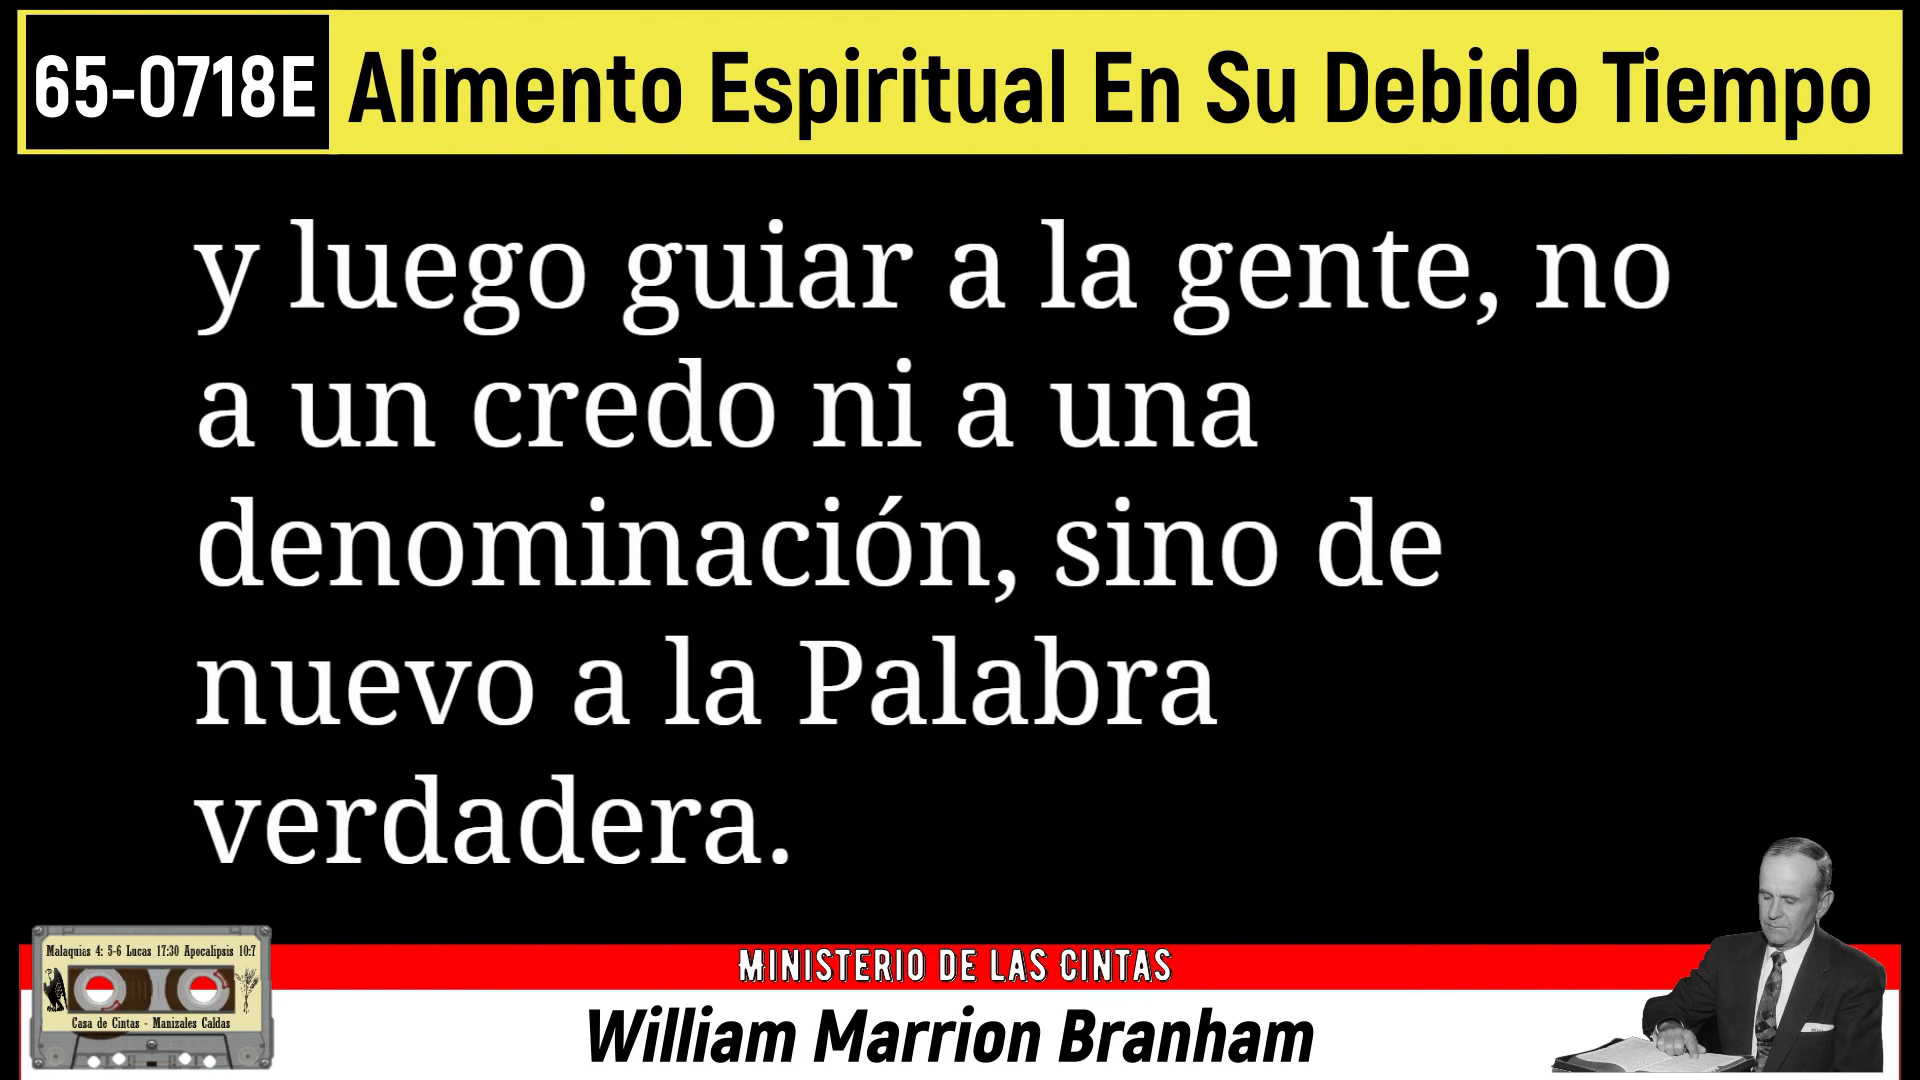 65-0718E Alimento Espiritual En Su Debido Tiempo
y luego guiar a la gente, no
a un credo ni a una
denominación, sino de
nuevo a la Palabra
verdadera.
Malaquias 4: 5-6 Lucas 17:30 Apocalipsis 10:7
Casa de Cintas - Manizales Caldas
MINISTERIO DE LAS CINTAS
William Marrion Branham